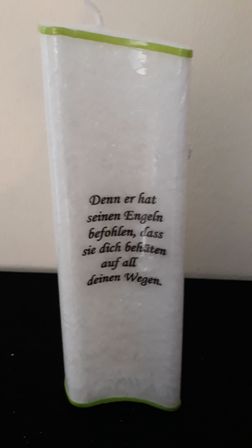 Denn er hat
seinen Engeln
befohlen, dass
sie dich behüten
auf all
deinen Wegen.